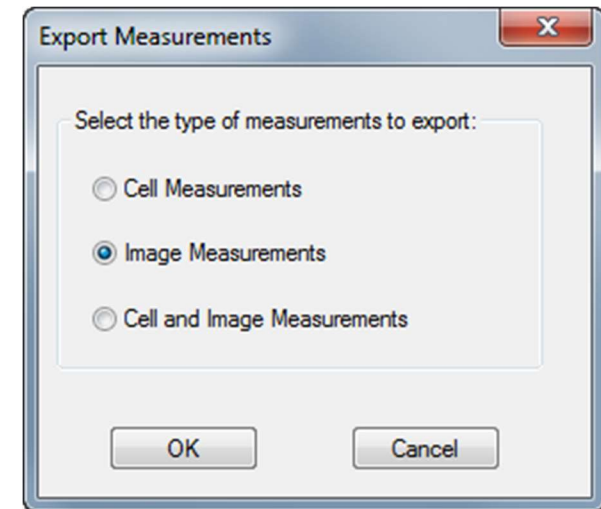 Export Measurements
Select the type of measurements to export:
Cell Measurements
Image Measurements
Cell and Image Measurements
OK
Cancel